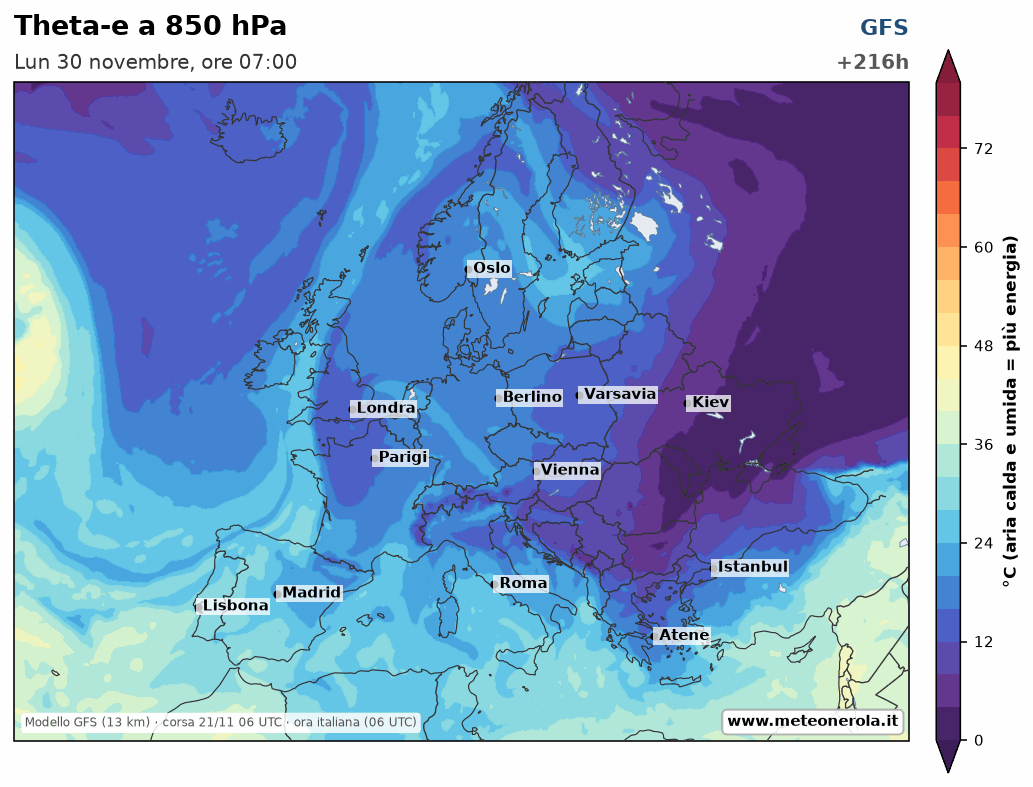 Theta-e a 850 hPa
GFS
Lun 30 novembre, ore 07:00
+216h
72
60
48
36
24
12
0
°C (aria calda e umida = più energia)
Oslo
Berlino
Varsavia
Kiev
Londra
Parigi
Vienna
Istanbul
Roma
Madrid
Lisbona
Atene
Modello GFS (13 km) · corsa 21/11 06 UTC · ora italiana (06 UTC)
www.meteonerola.it